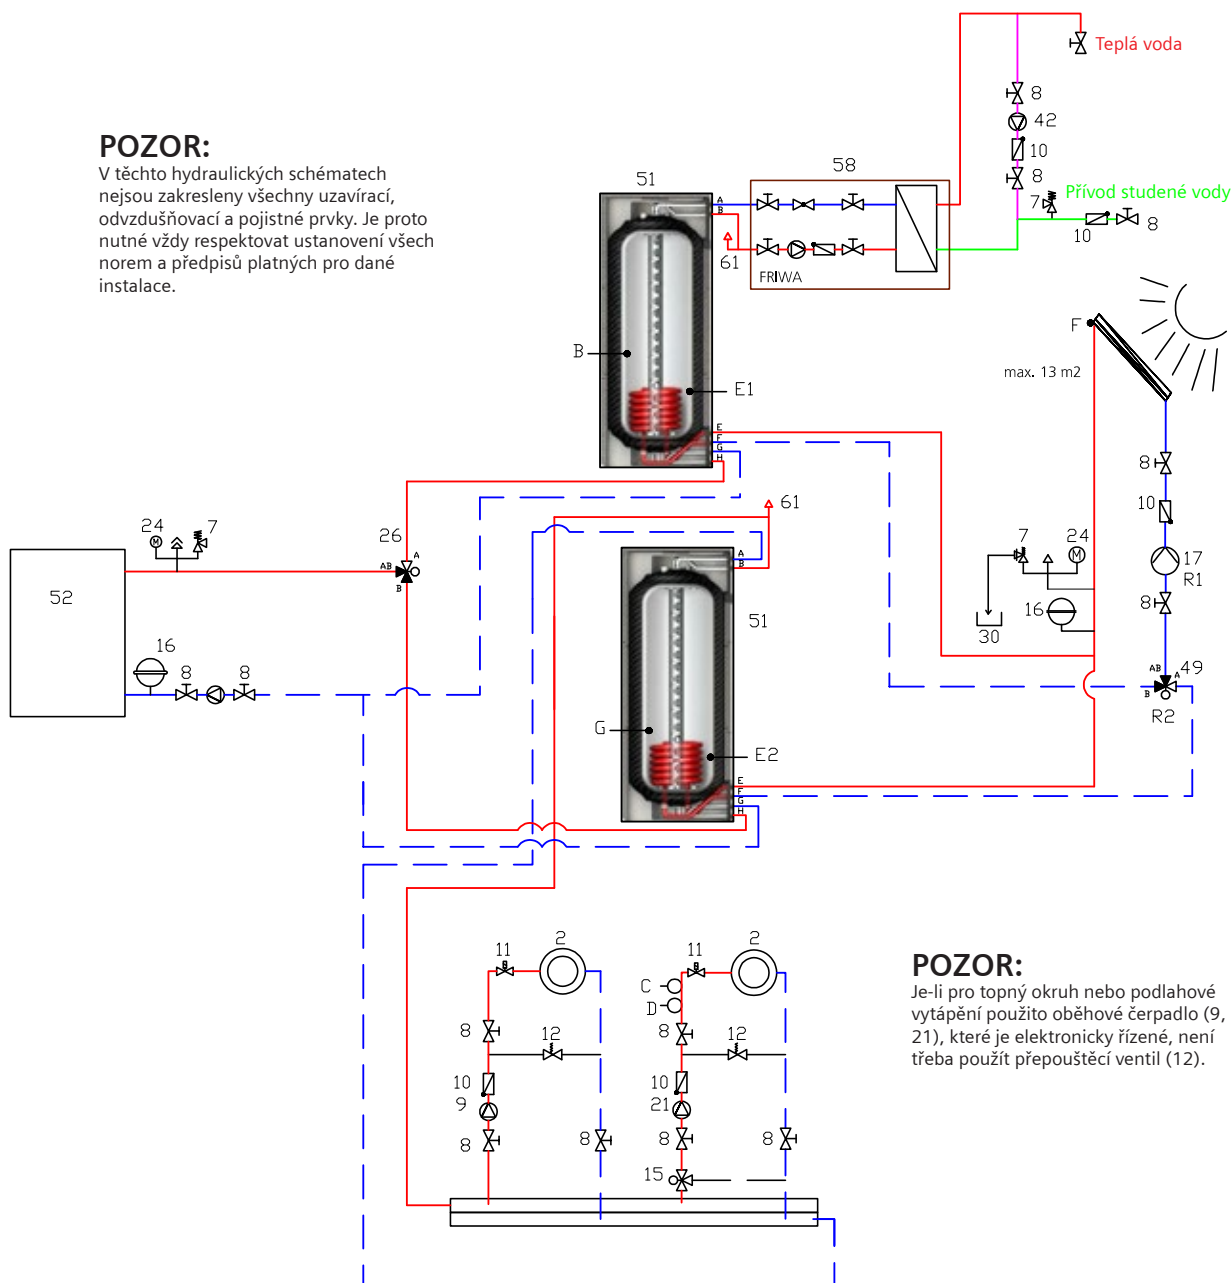 Teplá voda
8
42
10
8
Přívod studené vody
7
10
8
POZOR:
V těchto hydraulických schématech
nejsou zakresleny všechny uzavírací,
odvzdušňovací a pojistné prvky. Je proto
nutné vždy respektovat ustanovení všech
norem a předpisů platných pro dané
instalace.
51
58
A
B
61
FRIWA
B
E1
E
F
G
H
F
max. 13 m2
8
10
17
R1
8
7
24
16
30
AB
A
49
B
R2
24
7
26
A
AB
B
52
16
8
8
61
A
B
51
G
E2
E
F
G
H
11
2
11
2
C
D
8
12
8
12
10
9
10
21
8
8
8
8
15
POZOR:
Je-li pro topný okruh nebo podlahové
vytápění použito oběhové čerpadlo (9,
21), které je elektronicky řízené, není
třeba použít přepouštěcí ventil (12).
M
M